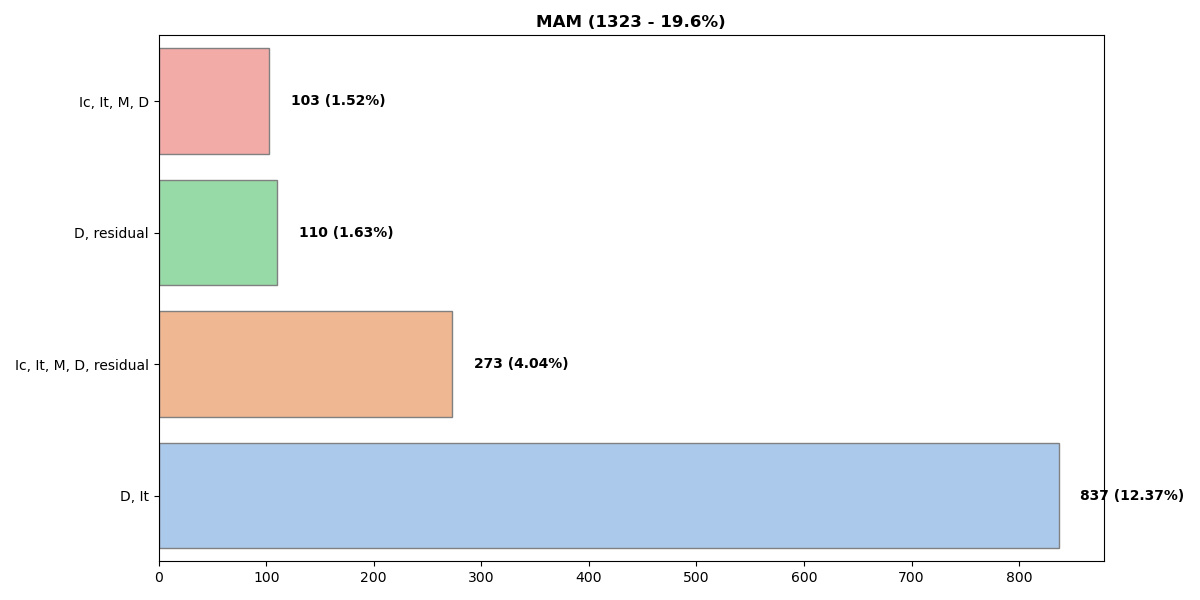 MAM (1323 - 19.6%)
Ic, It, M, D
103 (1.52%)
D, residual
110 (1.63%)
Ic, It, M, D, residual
273 (4.04%)
D, It
837 (12.37%)
0 100 200 300 400 500 600 700 800